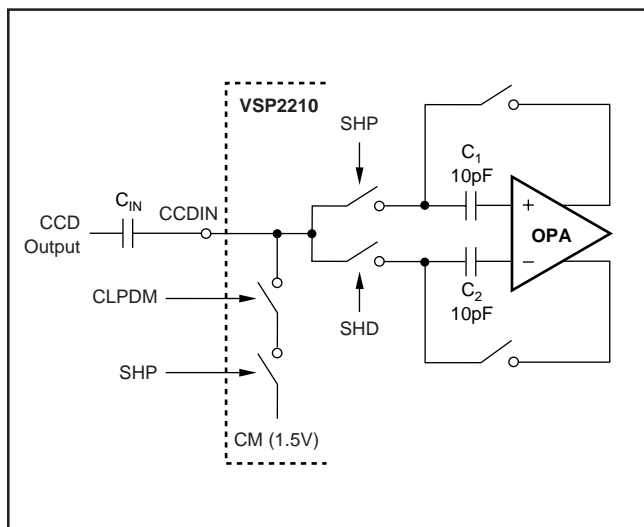 VSP2210
SHP
C1
10pF
CIN
CCDIN
CCD
Output
+
OPA
–
C2
10pF
CLPDM
SHD
SHP
CM (1.5V)